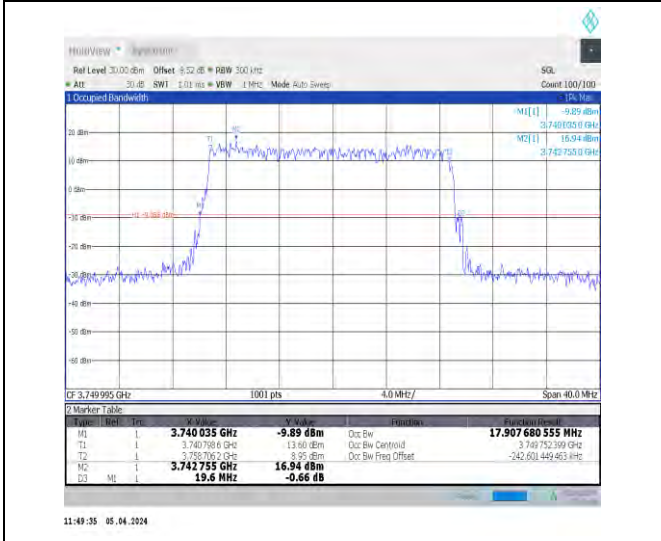 MultiView Spectrum
Ref Level 30.00 dBm Offset 9.52 dB RBW 300 kHz SGL
Att 30 dB SWT 1.01 ms VBW 1 MHz Mode Auto Sweep Count 100/100
1 Occupied Bandwidth 1Pk Max
M1[1] -9.89 dBm
3.7400350 GHz
M2[1] 16.94 dBm
3.7427550 GHz
20 dBm
10 dBm
0 dBm
-10 dBm
-20 dBm
-30 dBm
-40 dBm
-50 dBm
-60 dBm
T1
M2
CF 3.749995 GHz 1001 pts 4.0 MHz/ Span 40.0 MHz
2 Marker Table
Type Ref Trc X-Value Y-Value Function Function Result
M1 1 3.740 035 GHz -9.89 dBm Occ Bw 17.907 680 555 MHz
T1 1 3.740 798 6 GHz 13.60 dBm Occ Bw Centroid 3.749 752 399 GHz
T2 1 3.758 706 2 GHz 8.95 dBm Occ Bw Freq Offset -242.601 449 463 kHz
M2 1 3.742 755 GHz 16.94 dBm
D3 M1 1 19.6 MHz -0.66 dB
11:49:35 05.04.2024